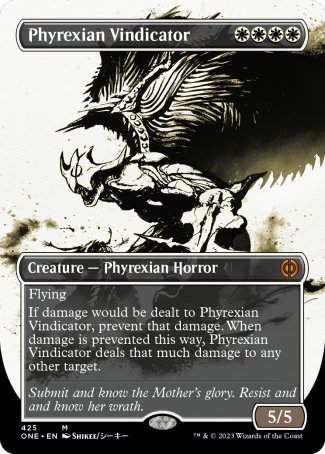 Phyrexian Vindicator
Creature — Phyrexian Horror
Flying
If damage would be dealt to Phyrexian
Vindicator, prevent that damage. When
damage is prevented this way, Phyrexian
Vindicator deals that much damage to any
other target.
Submit and know the Mother's glory. Resist and
and know her wrath.
5/5
425 M
ONE • EN SHIKEE/シーキー
™ & © 2023 Wizards of the Coast